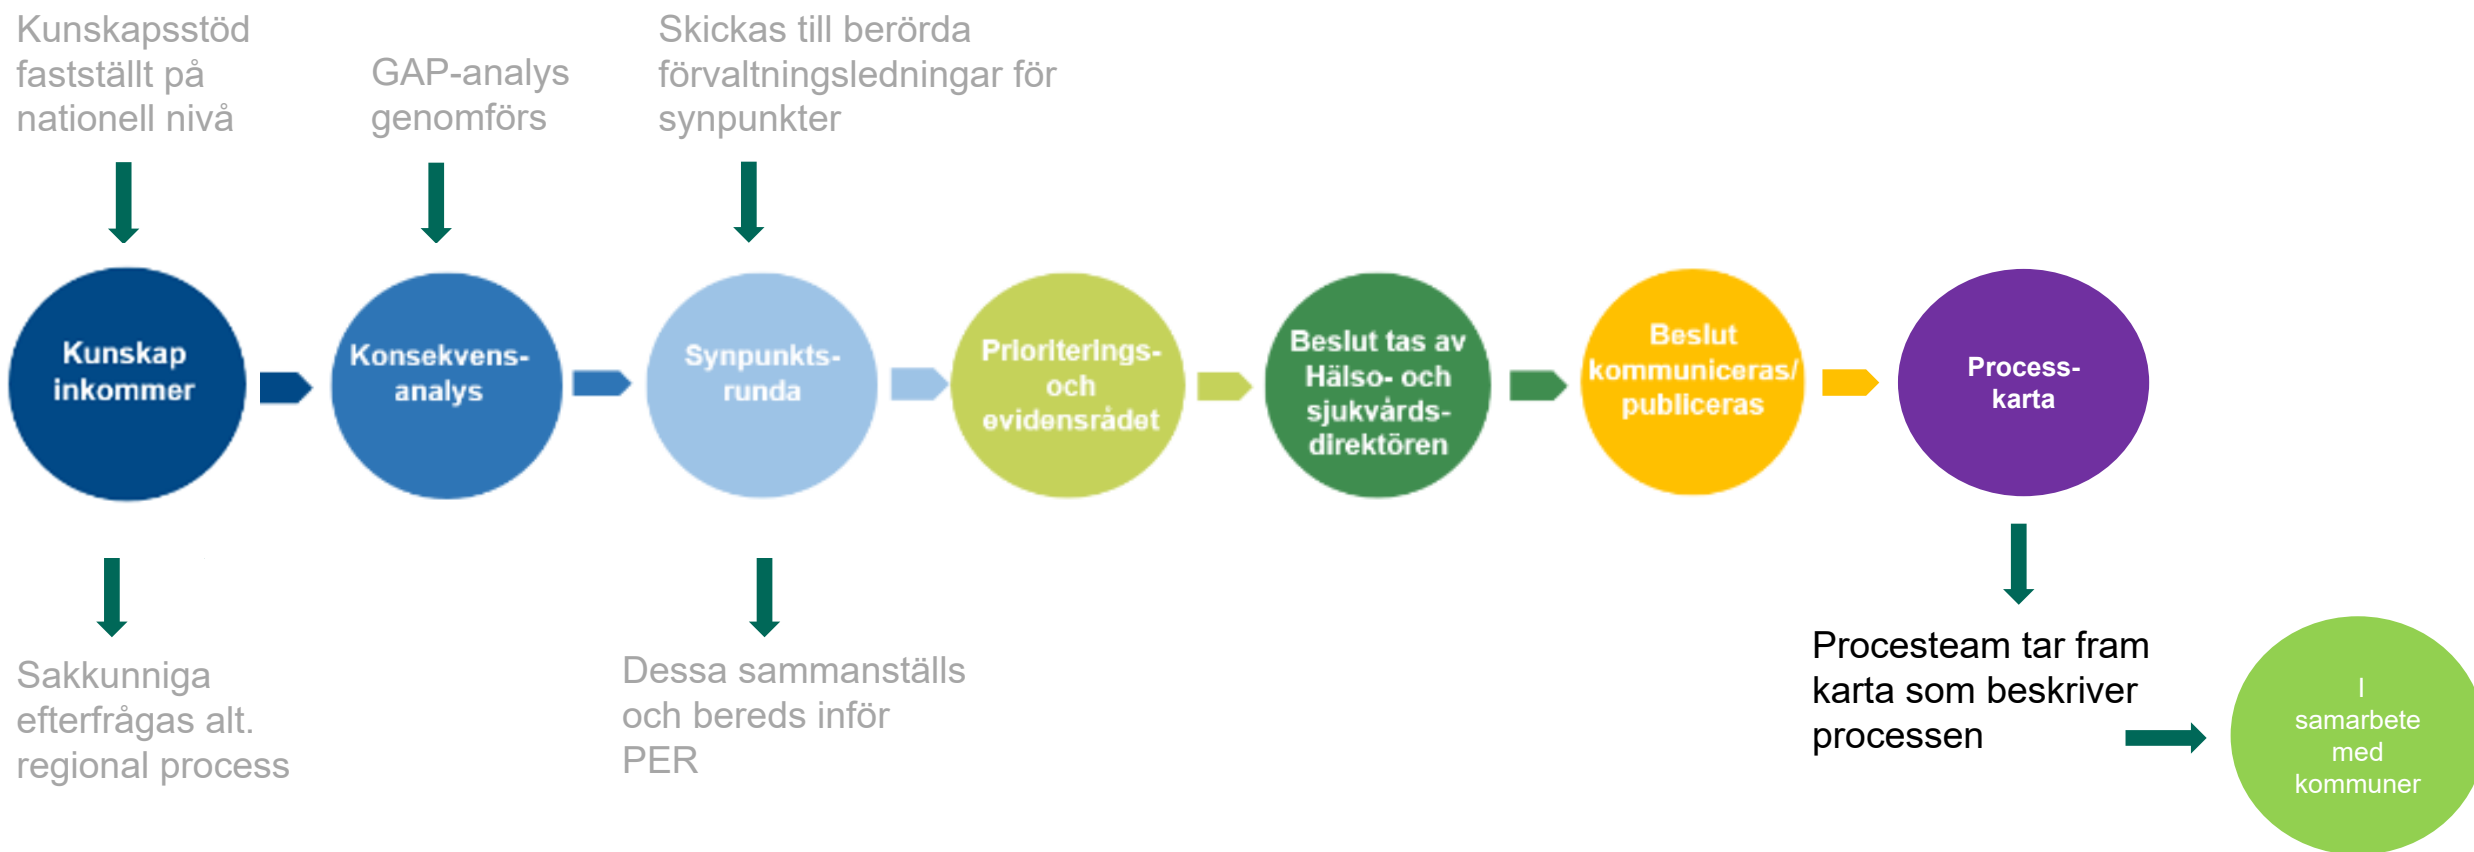 Kunskapsstöd
fastställt på
nationell nivå
GAP-analys
genomförs
Skickas till berörda
förvaltningsledningar för
synpunkter
Kunskap
inkommer
Konsekvens-
analys
Synpunkts-
runda
Prioriterings-
och
evidensrådet
Beslut tas av
Hälso- och
sjukvårds-
direktören
Beslut
kommuniceras/
publiceras
Process-
karta
Sakkunniga
efterfrågas alt.
regional process
Dessa sammanställs
och bereds inför
PER
Procesteam tar fram
karta som beskriver
processen
I
samarbete
med
kommuner